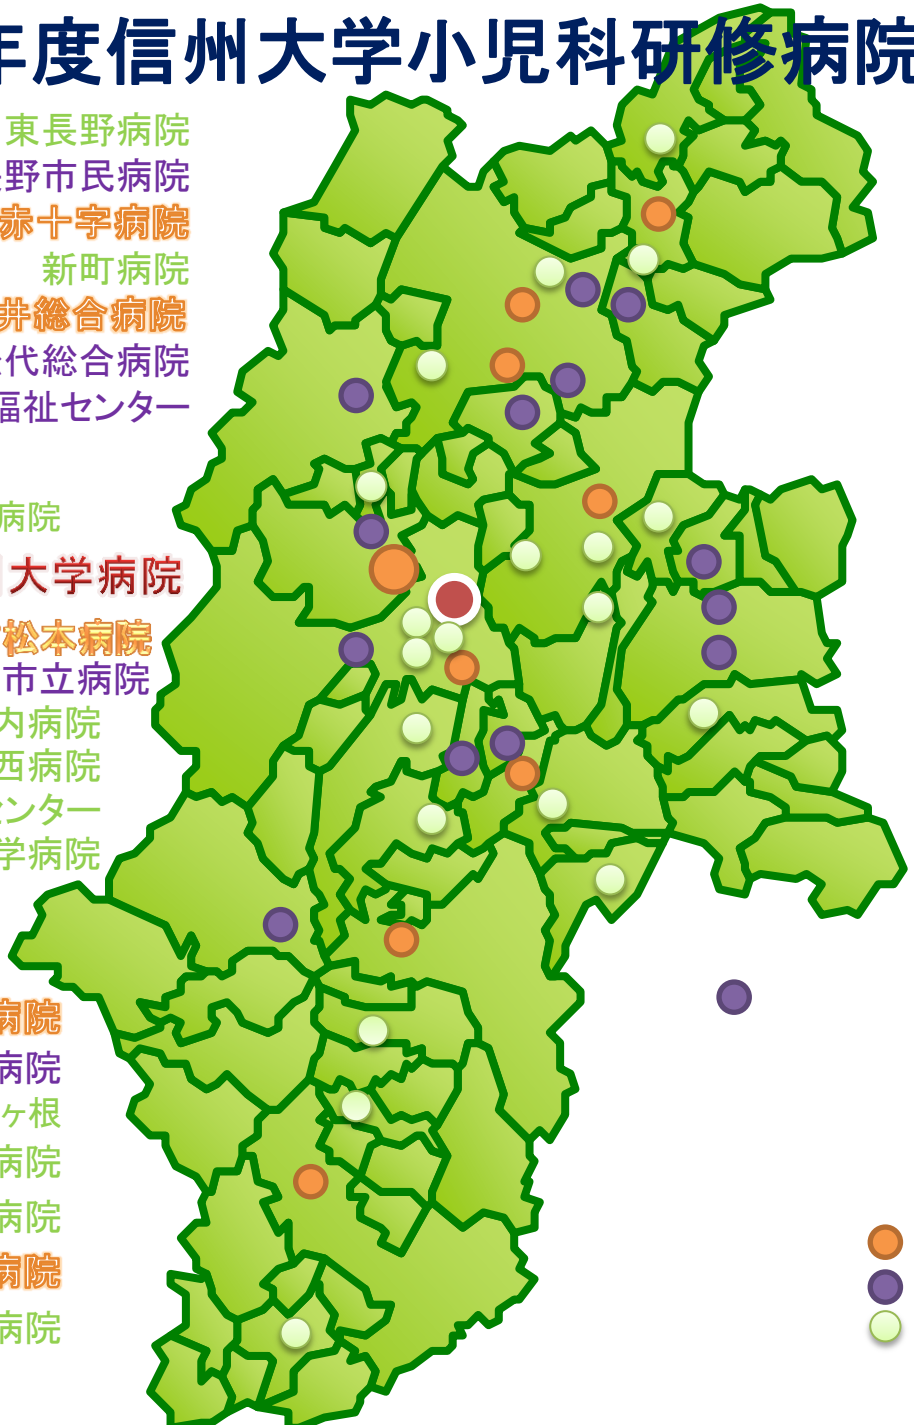 年度信州大学小児科研修病院
東長野病院
野市民病院
赤十字病院
新町病院
井総合病院
代総合病院
福祉センター
病院
大学病院
松本病院
市立病院
内病院
西病院
センター
学病院
病院
病院
ヶ根
病院
病院
病院
病院